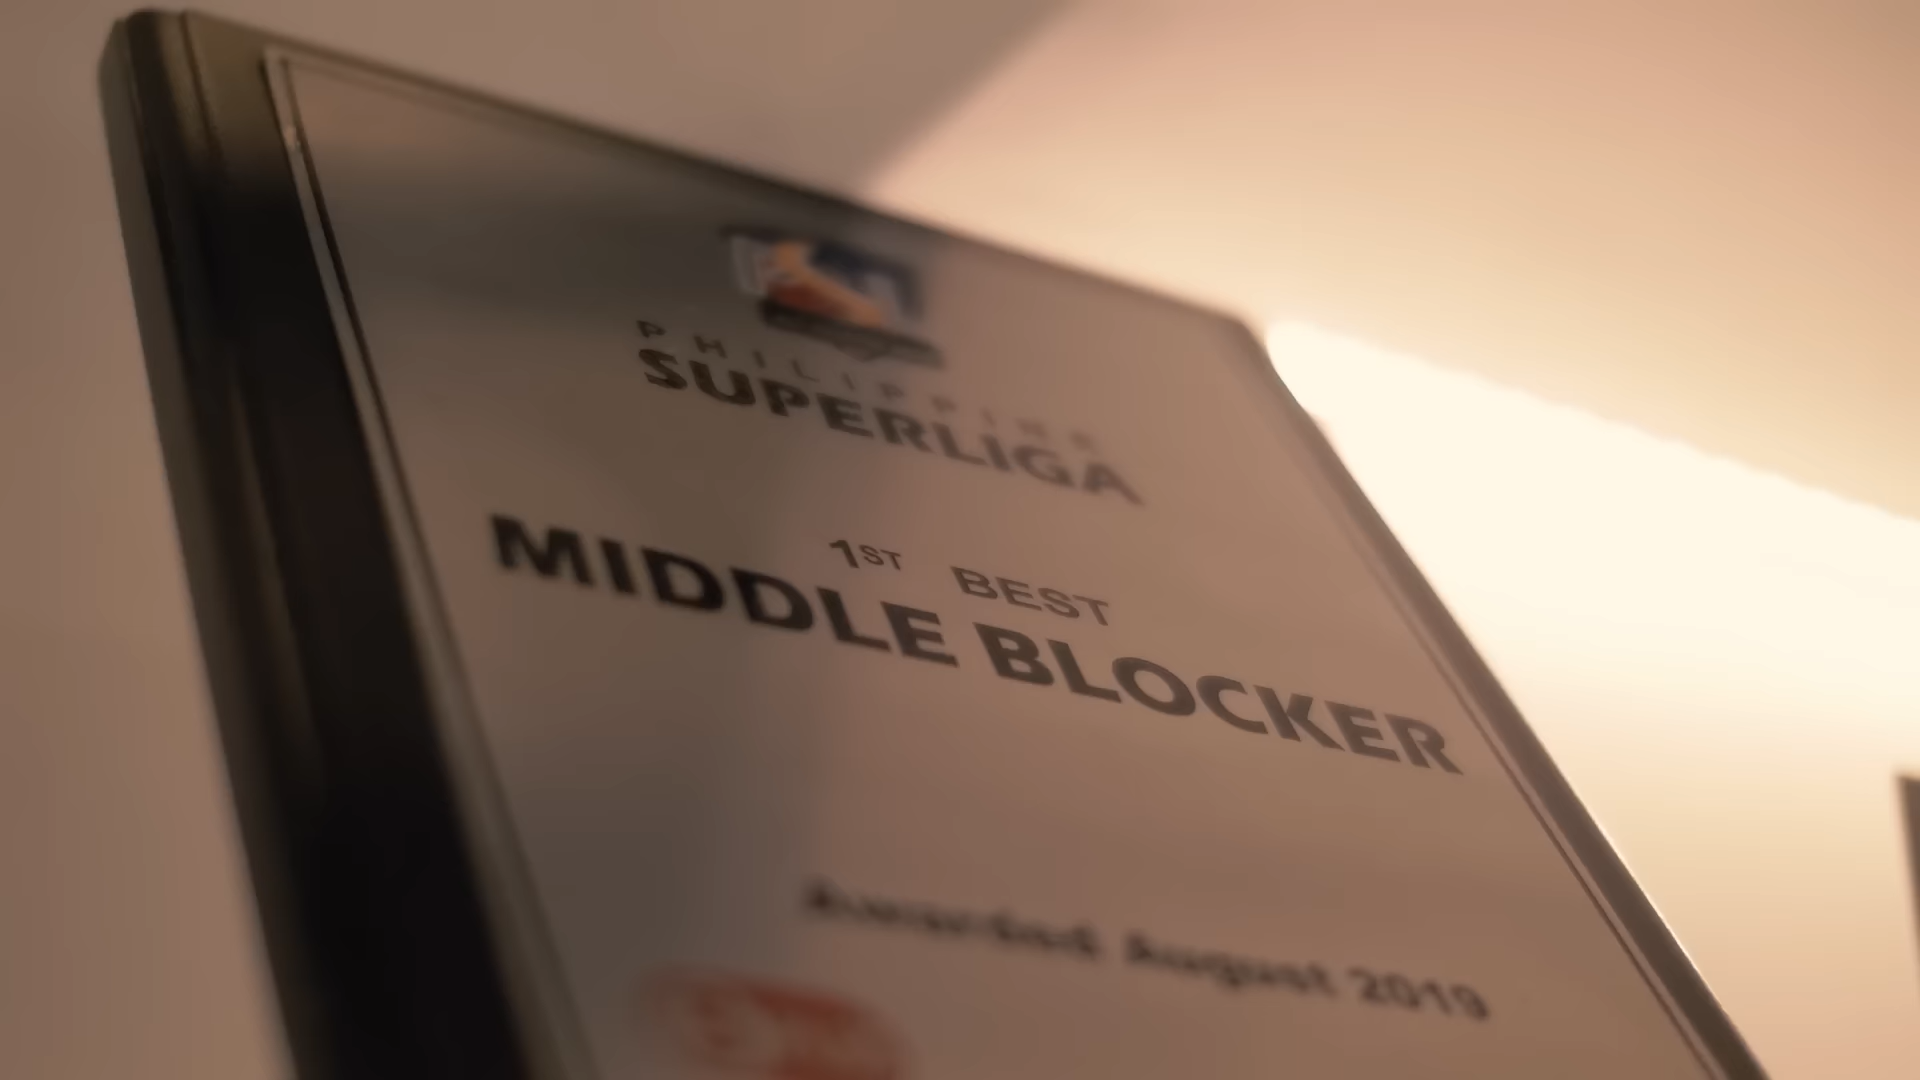 PHILIPPINE
SUPERLIGA
1ST BEST
MIDDLE BLOCKER
Awarded August 2019